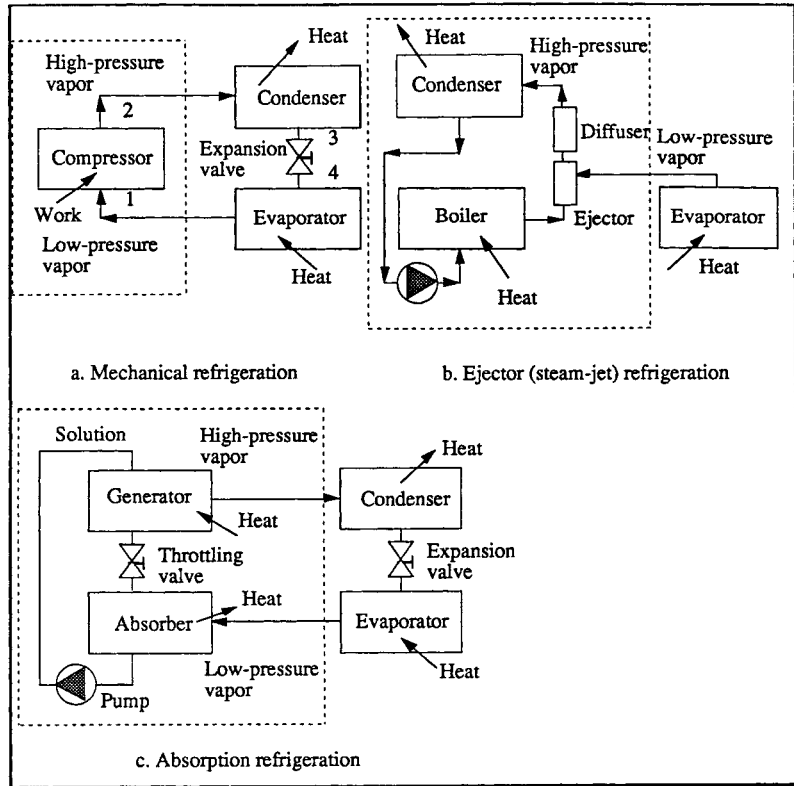 Heat
High-pressure
vapor
2
Condenser
3
Expansion
valve
4
Compressor
1
Work
Low-pressure
vapor
Evaporator
Heat
a. Mechanical refrigeration
Heat
High-pressure
vapor
Condenser
Diffuser
Low-pressure
vapor
Boiler
Ejector
Evaporator
Heat
Heat
b. Ejector (steam-jet) refrigeration
Solution
High-pressure
vapor
Heat
Generator
Condenser
Heat
Throttling
valve
Expansion
valve
Heat
Absorber
Evaporator
Low-pressure
vapor
Heat
Pump
c. Absorption refrigeration